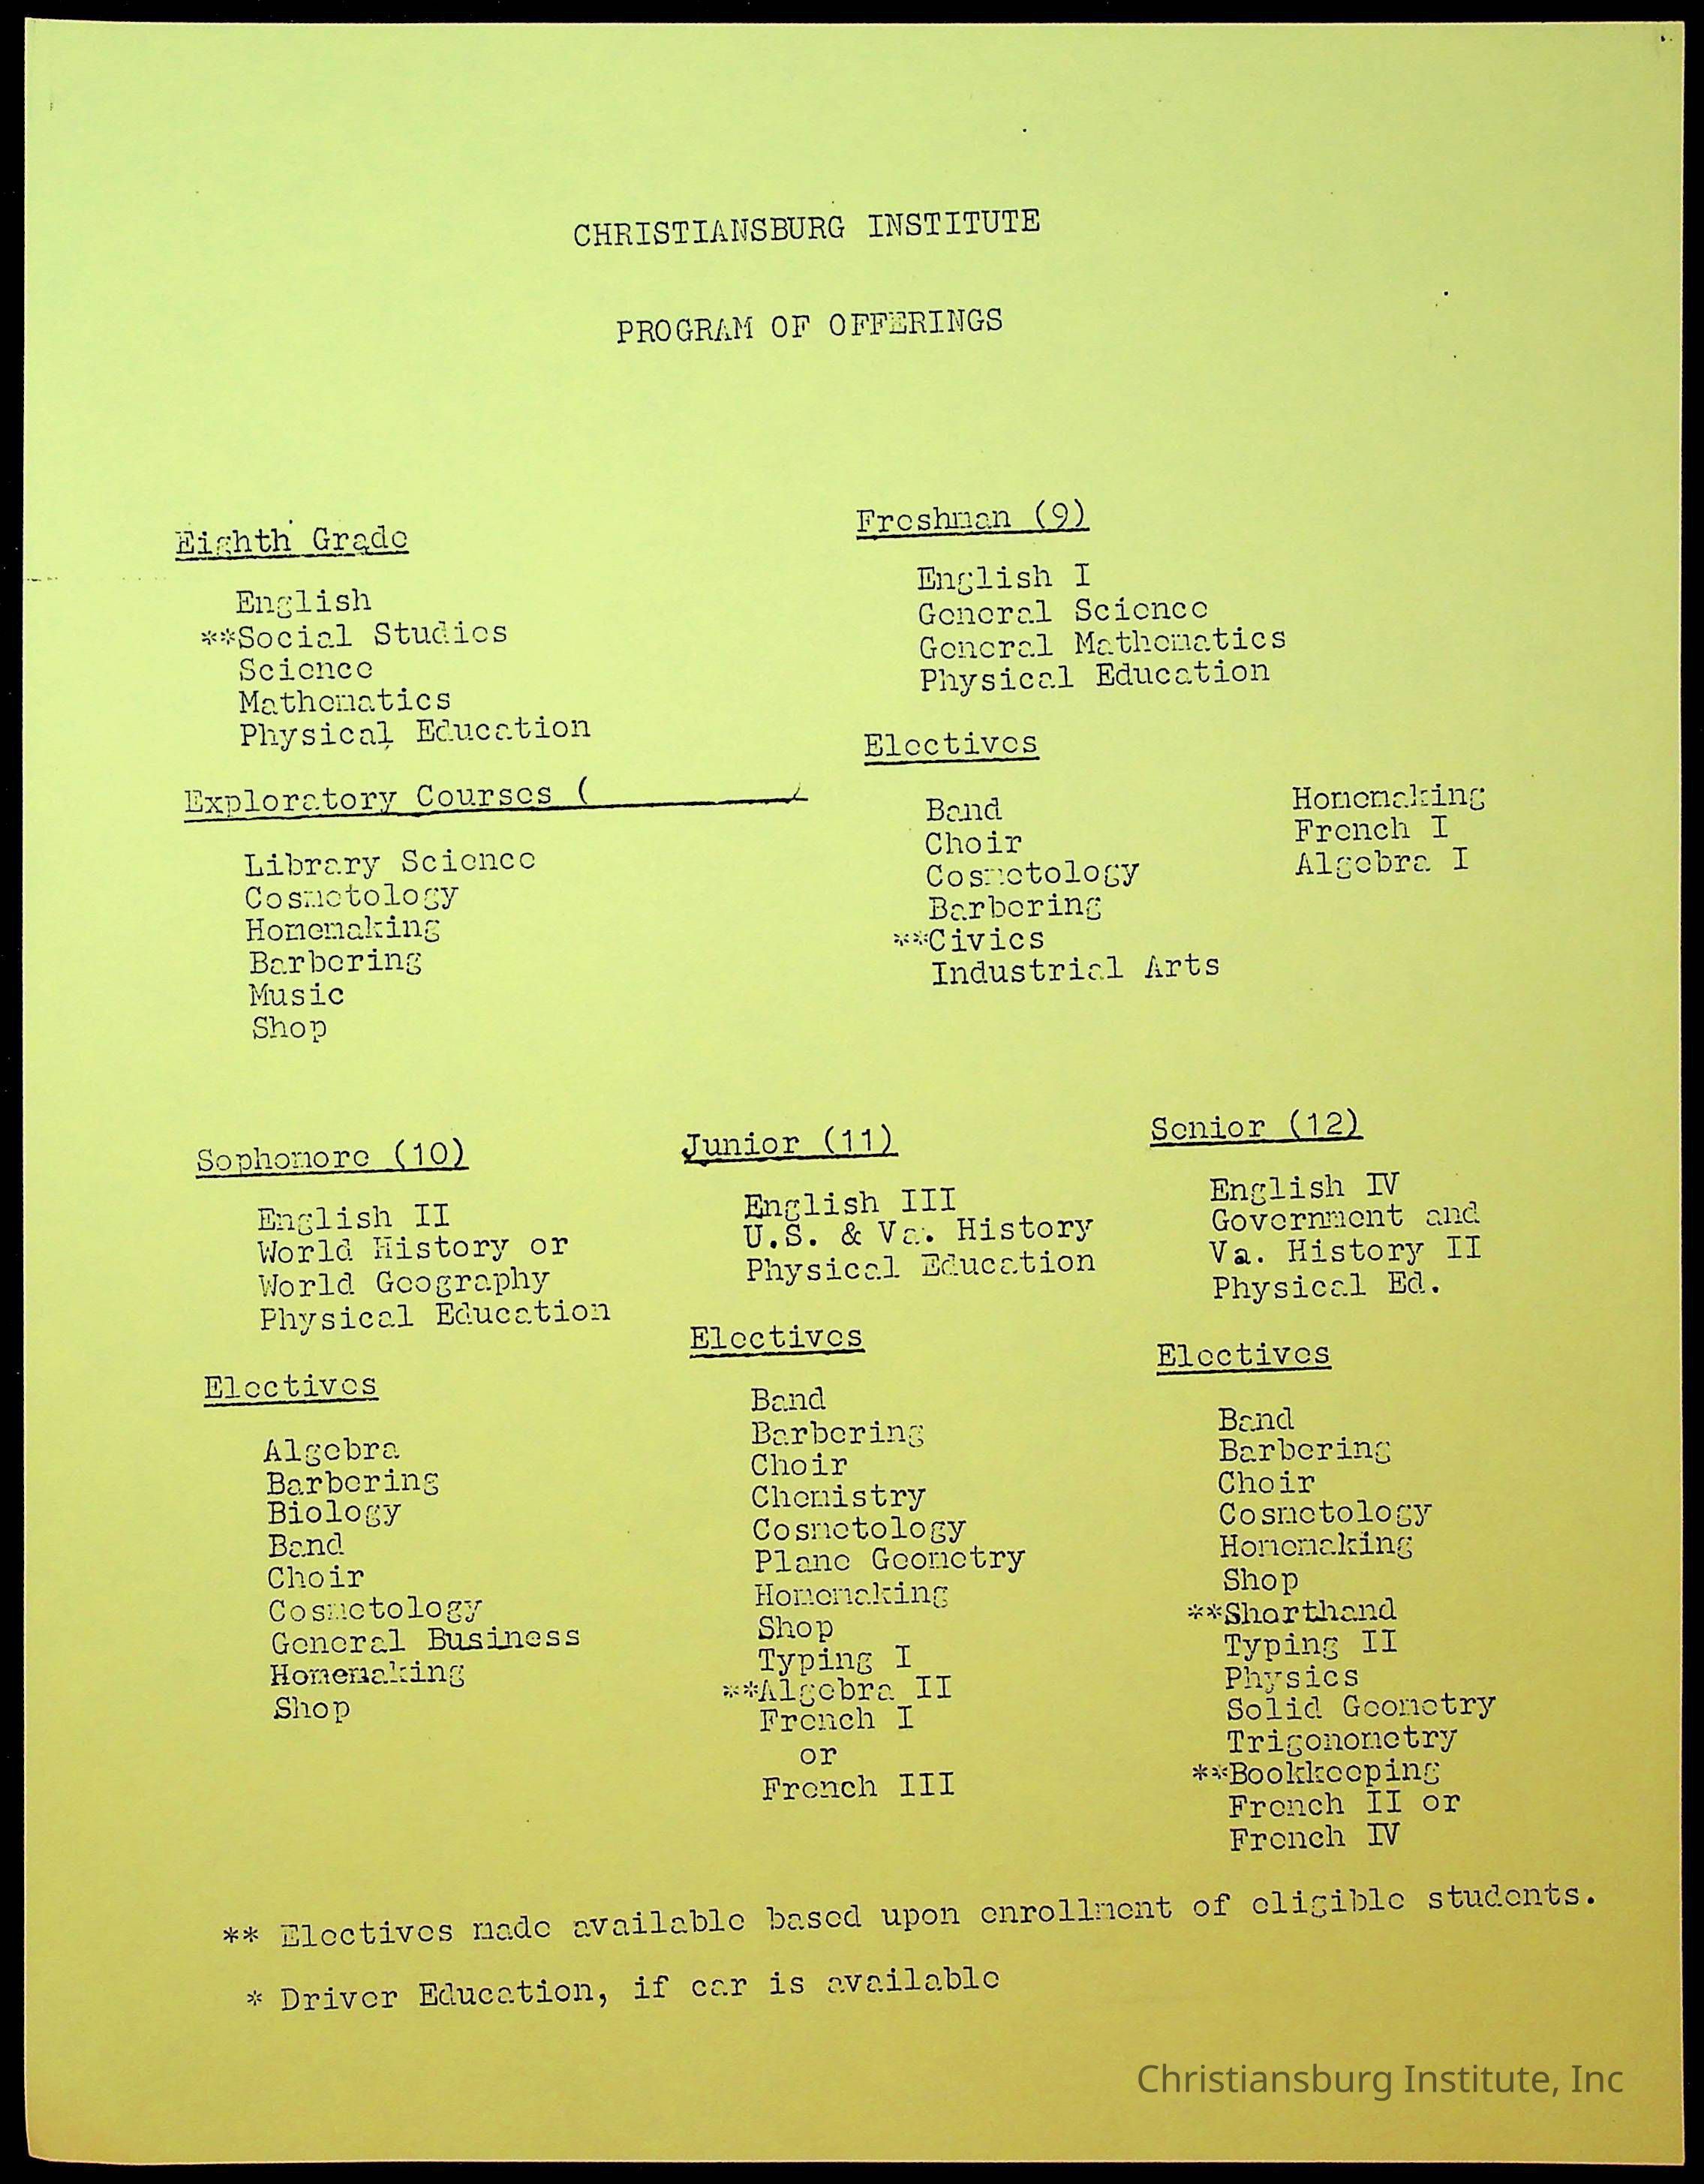 CHRISTIANSBURG INSTITUTE
PROGRAM OF OFFERINGS
Eighth Grade
English
**Social Studies
Science
Mathematics
Physical Education
Exploratory Courses (          )
Library Science
Cosmetology
Homemaking
Barbering
Music
Shop
Freshman (9)
English I
General Science
General Mathematics
Physical Education
Electives
Band
Choir
Cosmetology
Barbering
**Civics
Industrial Arts
Homemaking
French I
Algebra I
Sophomore (10)
English II
World History or
World Geography
Physical Education
Electives
Algebra
Barbering
Biology
Band
Choir
Cosmetology
General Business
Homemaking
Shop
Junior (11)
English III
U.S. & Va. History
Physical Education
Electives
Band
Barbering
Choir
Chemistry
Cosmetology
Plane Geometry
Homemaking
Shop
Typing I
**Algebra II
French I
or
French III
Senior (12)
English IV
Government and
Va. History II
Physical Ed.
Electives
Band
Barbering
Choir
Cosmetology
Homemaking
Shop
**Shorthand
Typing II
Physics
Solid Geometry
Trigonometry
**Bookkeeping
French II or
French IV
** Electives made available based upon enrollment of eligible students.
* Driver Education, if car is available
Christiansburg Institute, Inc